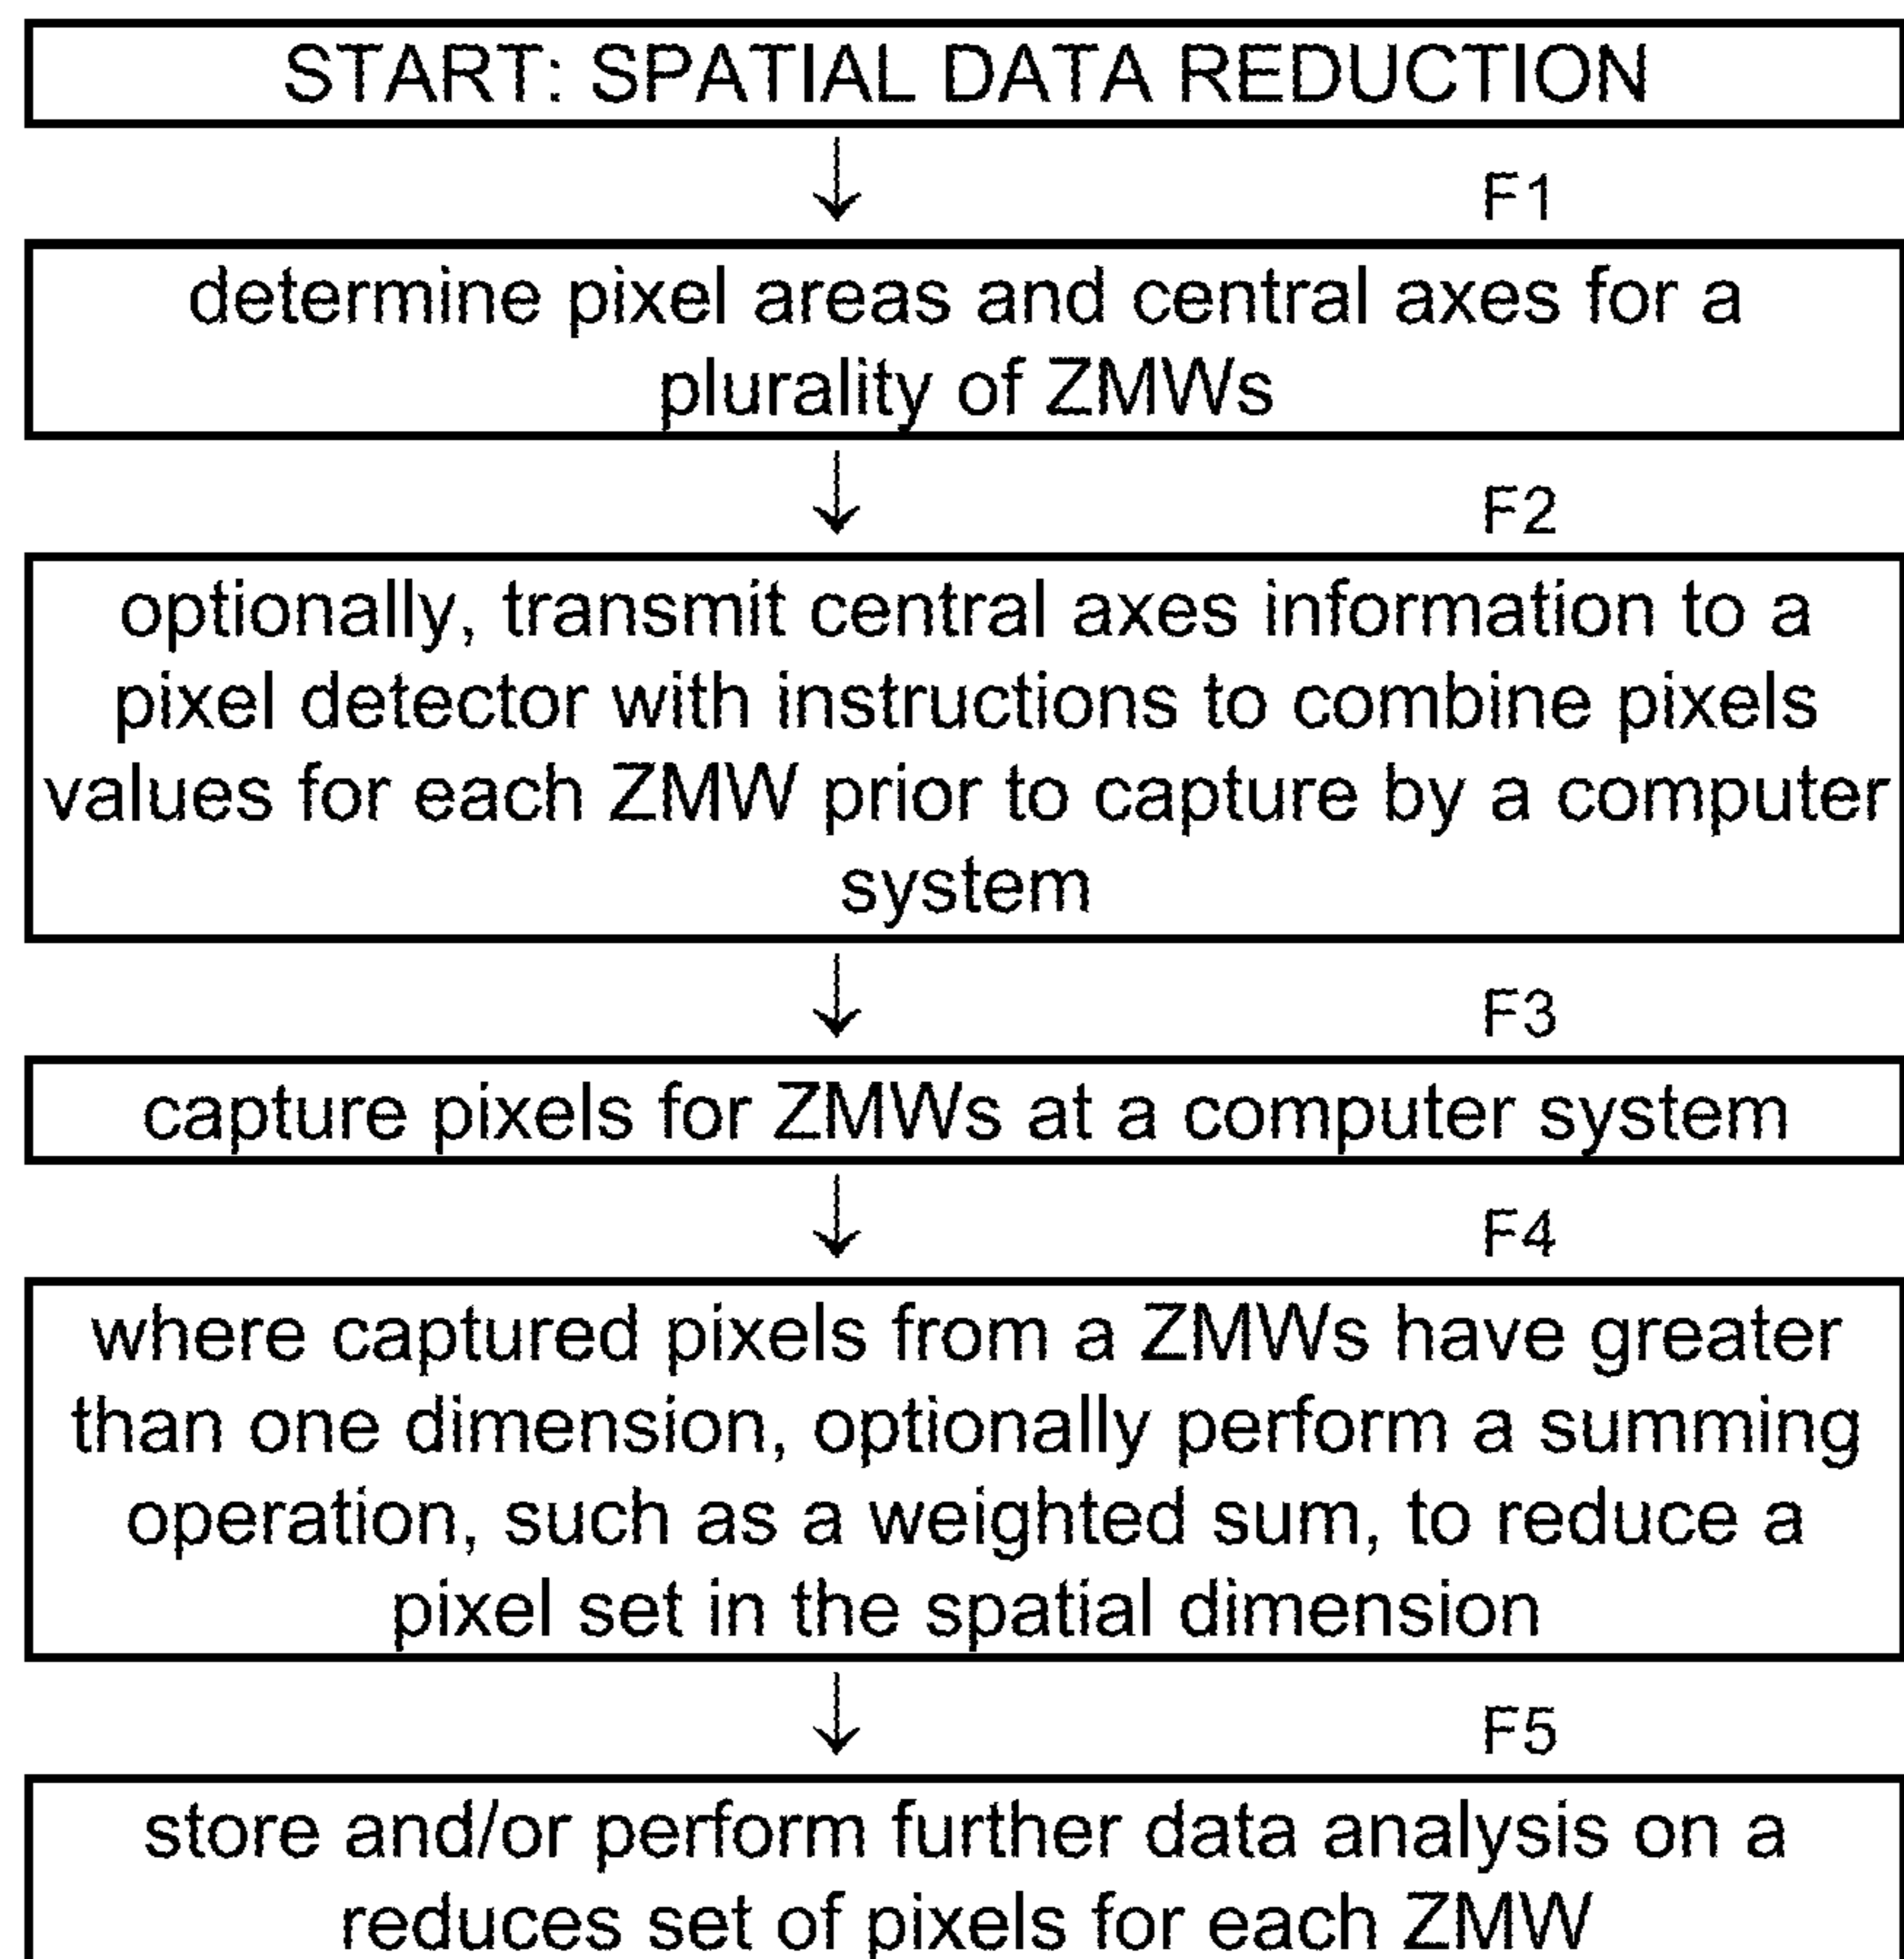 START: SPATIAL DATA REDUCTION
F1
determine pixel areas and central axes for a
plurality of ZMWs
F2
optionally, transmit central axes information to a
pixel detector with instructions to combine pixels
values for each ZMW prior to capture by a computer
system
F3
capture pixels for ZMWs at a computer system
F4
where captured pixels from a ZMWs have greater
than one dimension, optionally perform a summing
operation, such as a weighted sum, to reduce a
pixel set in the spatial dimension
F5
store and/or perform further data analysis on a
reduces set of pixels for each ZMW